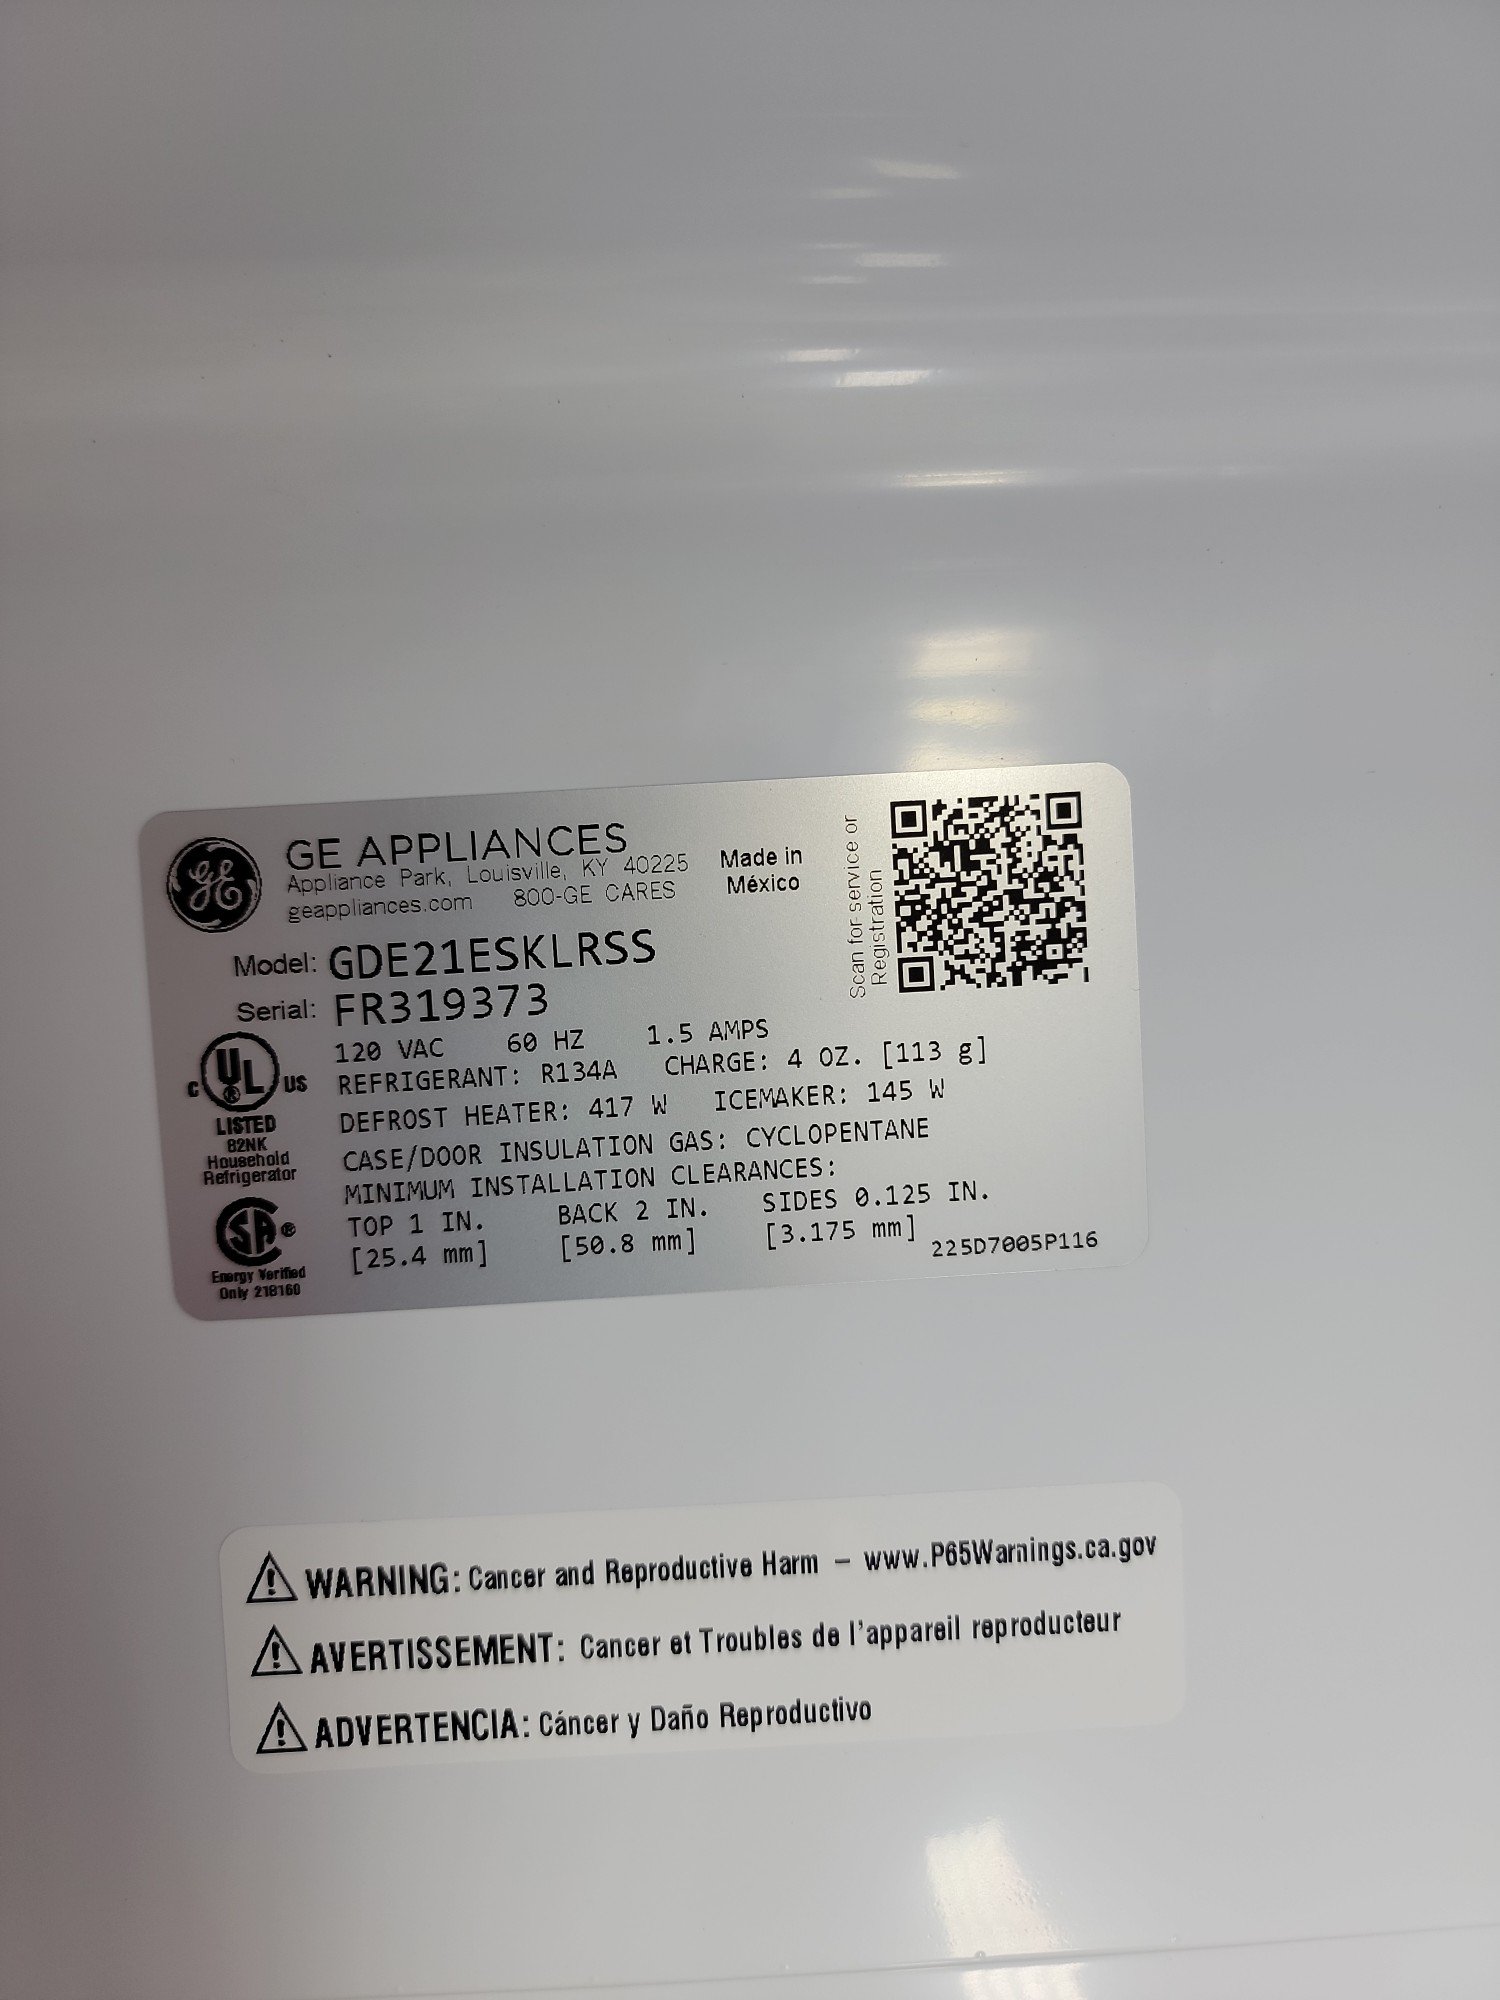 GE
GE APPLIANCES
Appliance Park, Louisville, KY 40225
geappliances.com 800-GE CARES
Made in
México
Scan for service or
Registration
Model: GDE21ESKLRSS
Serial: FR319373
120 VAC 60 HZ 1.5 AMPS
REFRIGERANT: R134A CHARGE: 4 OZ. [113 g]
DEFROST HEATER: 417 W ICEMAKER: 145 W
CASE/DOOR INSULATION GAS: CYCLOPENTANE
MINIMUM INSTALLATION CLEARANCES:
TOP 1 IN. BACK 2 IN. SIDES 0.125 IN.
[25.4 mm] [50.8 mm] [3.175 mm]
225D7005P116
C UL® US
LISTED
82NK
Household
Refrigerator
SA®
Energy Verified
Only 218160
WARNING: Cancer and Reproductive Harm – www.P65Warnings.ca.gov
AVERTISSEMENT: Cancer et Troubles de l'appareil reproducteur
ADVERTENCIA: Cáncer y Daño Reproductivo